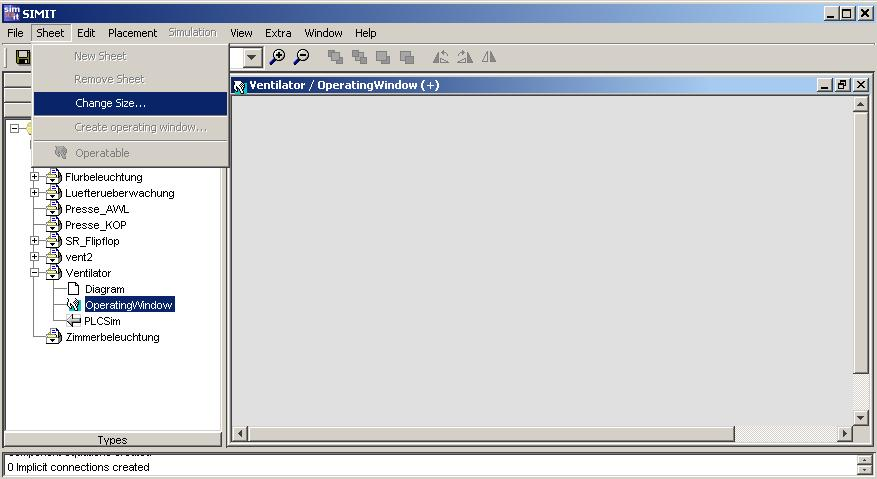 sim it SIMIT
File Sheet Edit Placement Simulation View Extra Window Help
New Sheet
Remove Sheet
Change Size...
Create operating window...
Operatable
Ventilator / OperatingWindow (+)
Flurbeleuchtung
Luefterueberwachung
Presse_AWL
Presse_KOP
SR_Flipflop
vent2
Ventilator
Diagram
OperatingWindow
PLCSim
Zimmerbeleuchtung
Types
0 Implicit connections created